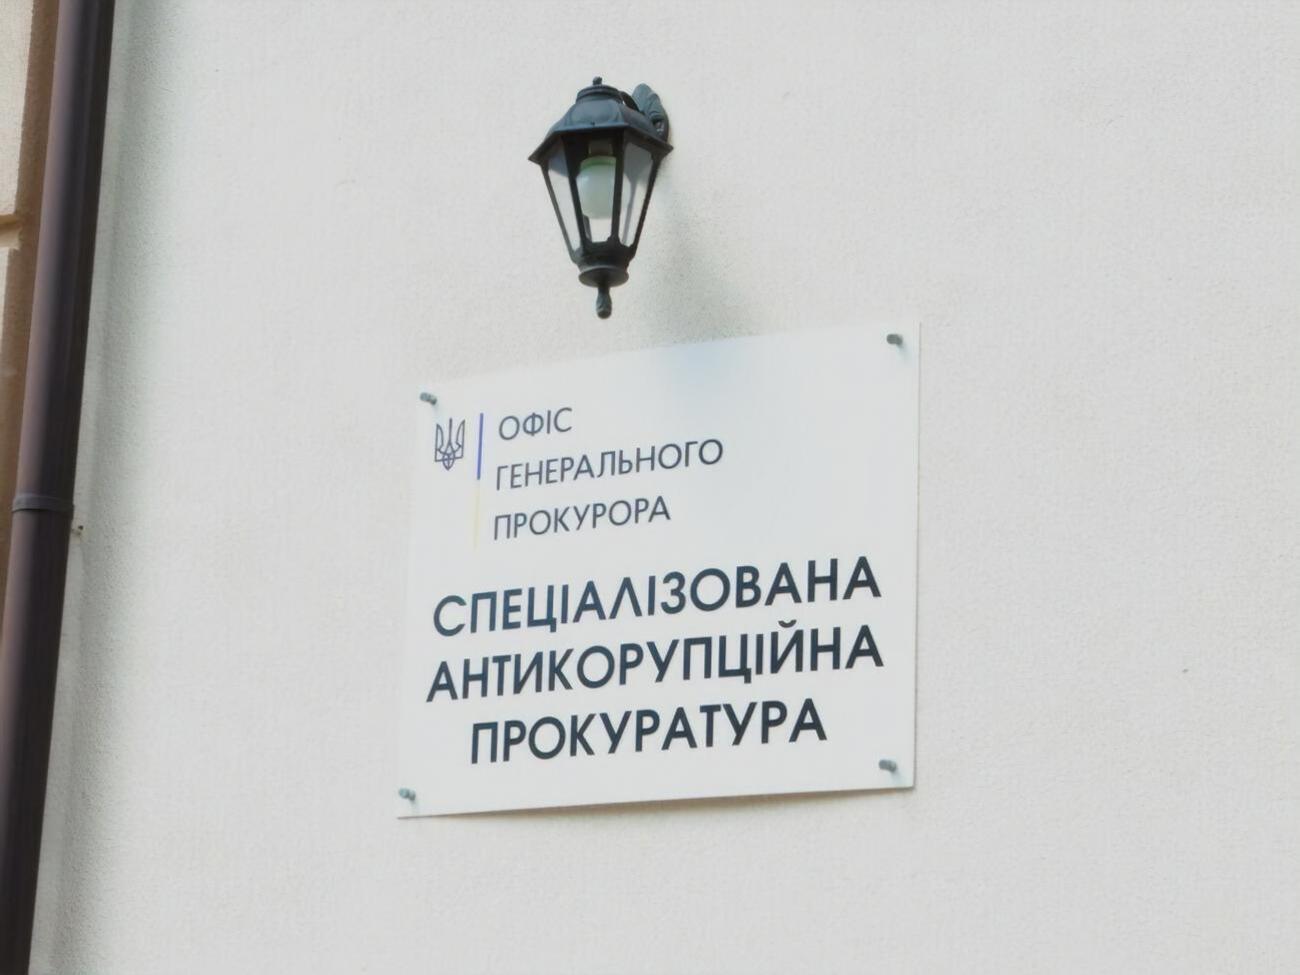 ОФІС
ГЕНЕРАЛЬНОГО
ПРОКУРОРА
СПЕЦІАЛІЗОВАНА
АНТИКОРУПЦІЙНА
ПРОКУРАТУРА